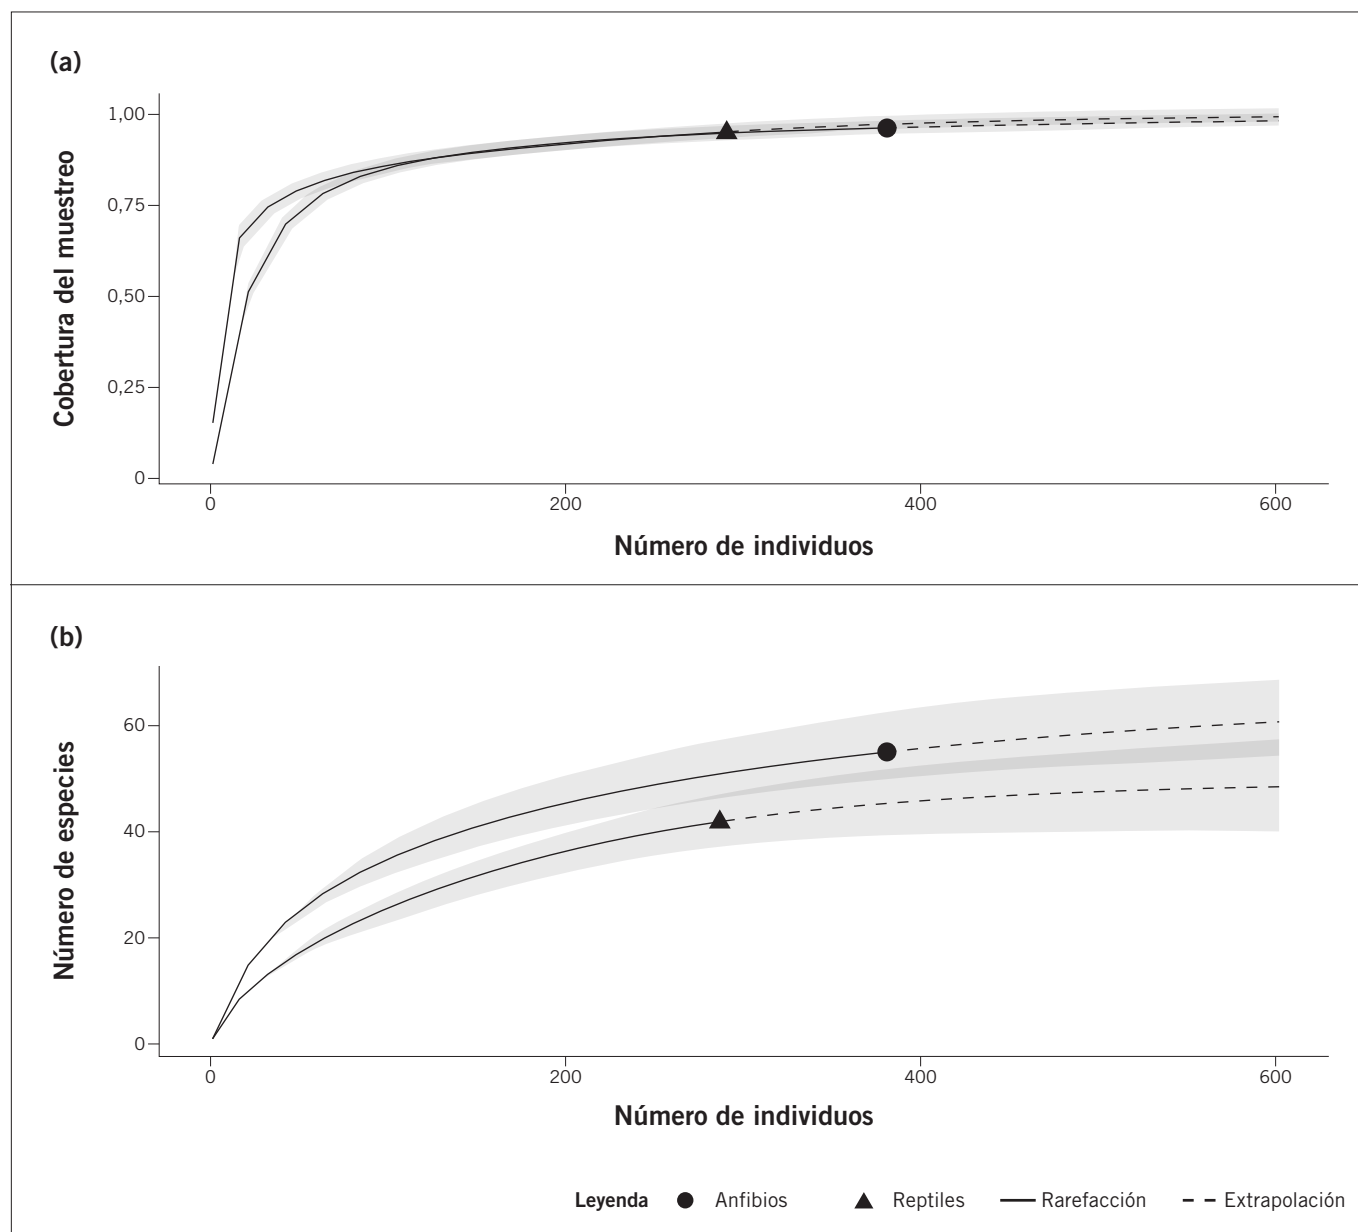 (a)
Cobertura del muestreo
1,00
0,75
0,50
0,25
0
0 200 400 600
Número de individuos
(b)
Número de especies
60
40
20
0
0 200 400 600
Número de individuos
Leyenda Anfibios Reptiles Rarefacción Extrapolación